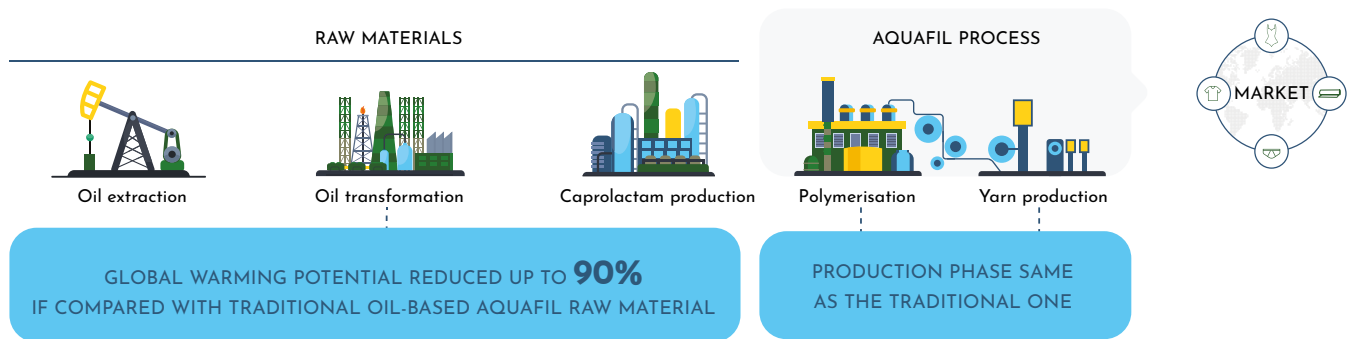 RAW MATERIALS
AQUAFIL PROCESS
MARKET
Oil extraction
Oil transformation
Caprolactam production
Polymerisation
Yarn production
GLOBAL WARMING POTENTIAL REDUCED UP TO 90%
IF COMPARED WITH TRADITIONAL OIL-BASED AQUAFIL RAW MATERIAL
PRODUCTION PHASE SAME
AS THE TRADITIONAL ONE